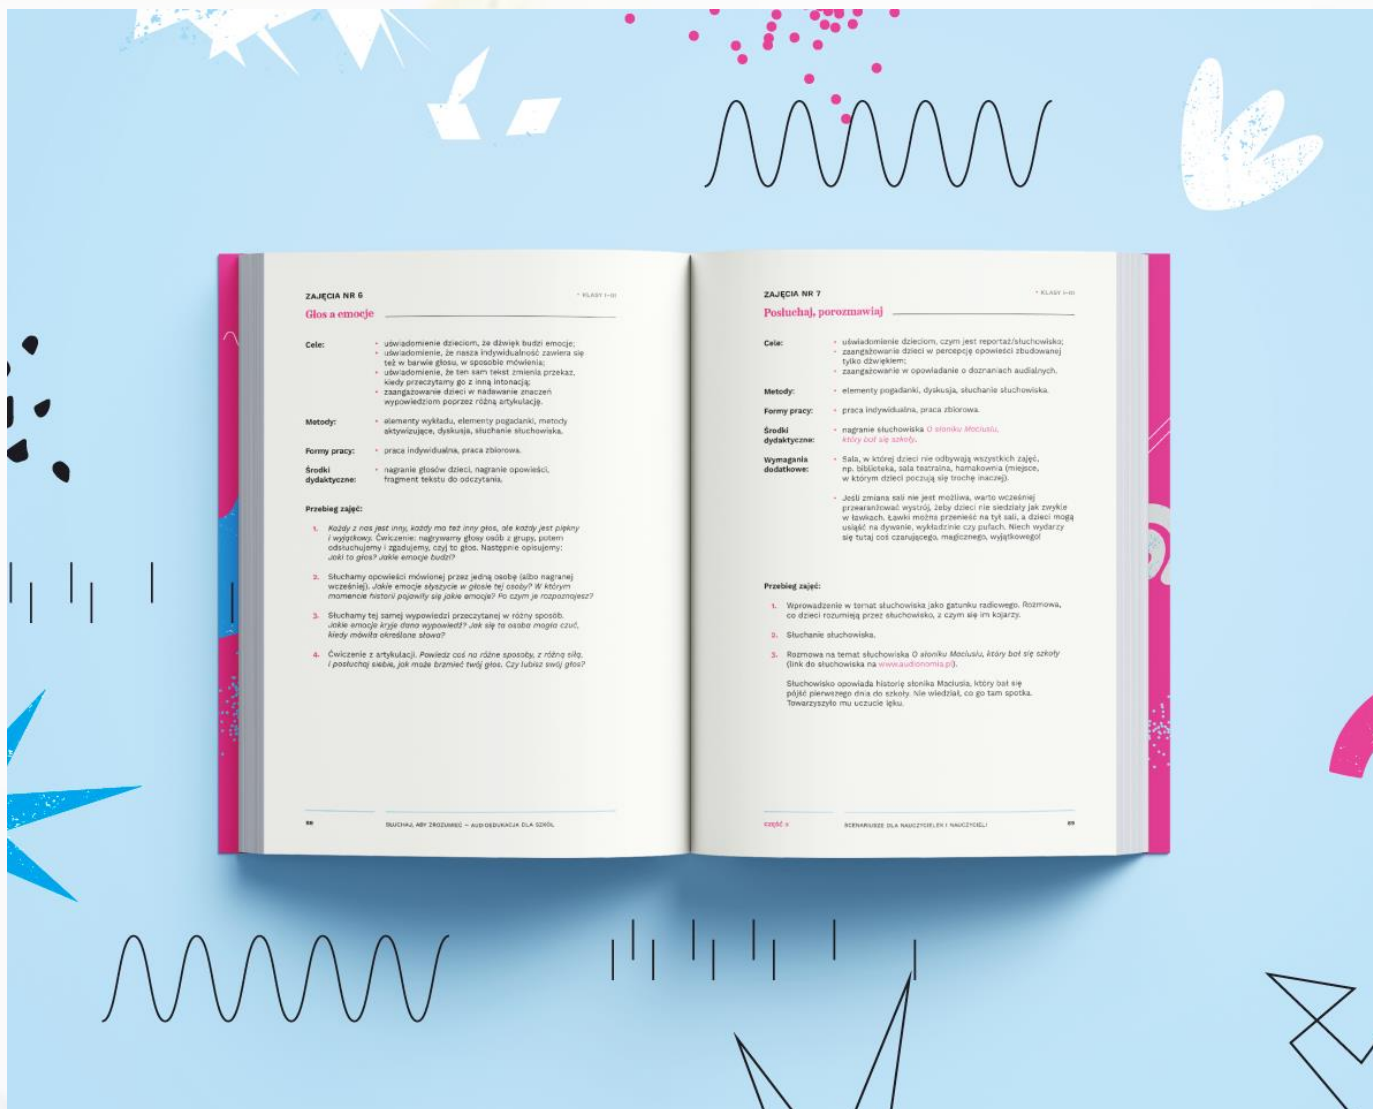 ZAJĘCIA NR 6
• KLASY I–III
Głos a emocje
Cele:
• uświadomienie dzieciom, że dźwięk budzi emocje;
• uświadomienie, że nasza indywidualność zawiera się
też w barwie głosu, w sposobie mówienia;
• uświadomienie, że ten sam tekst zmienia przekaz,
kiedy przeczytamy go z inną intonacją;
• zaangażowanie dzieci w nadawanie znaczeń
wypowiedziom poprzez różną artykulację.
Metody:
• elementy wykładu, elementy pogadanki, metody
aktywizujące, dyskusja, słuchanie słuchowiska.
Formy pracy:
• praca indywidualna, praca zbiorowa.
Środki
dydaktyczne:
• nagranie głosów dzieci, nagranie opowieści,
fragment tekstu do odczytania.
Przebieg zajęć:
1. Każdy z nas jest inny, każdy ma też inny głos, ale każdy jest piękny
i wyjątkowy. Ćwiczenie: nagrywamy głosy osób z grupy, potem
odsłuchujemy i zgadujemy, czyj to głos. Następnie opisujemy:
Jaki to głos? Jakie emocje budzi?
2. Słuchamy opowieści mówionej przez jedną osobę (albo nagranej
wcześniej). Jakie emocje słyszycie w głosie tej osoby? W którym
momencie historii pojawiły się jakie emocje? Po czym je rozpoznajesz?
3. Słuchamy tej samej wypowiedzi przeczytanej w różny sposób.
Jakie emocje kryje dana wypowiedź? Jak się ta osoba mogła czuć,
kiedy mówiła określone słowa?
4. Ćwiczenie z artykulacji. Powiedz coś na różne sposoby, z różną siłą,
i posłuchaj siebie, jak może brzmieć twój głos. Czy lubisz swój głos?
SŁUCHAJ, ABY ZROZUMIEĆ — AUDIOEDUKACJA DLA SZKÓŁ
ZAJĘCIA NR 7
• KLASY I–III
Posłuchaj, porozmawiaj
Cele:
• uświadomienie dzieciom, czym jest reportaż/słuchowisko;
• zaangażowanie dzieci w percepcję opowieści zbudowanej
tylko dźwiękiem;
• zaangażowanie w opowiadanie o doznaniach audialnych.
Metody:
• elementy pogadanki, dyskusja, słuchanie słuchowiska.
Formy pracy:
• praca indywidualna, praca zbiorowa.
Środki
dydaktyczne:
• nagranie słuchowiska O słoniku Maciusiu,
który bał się szkoły.
Wymagania
dodatkowe:
• Sala, w której dzieci nie odbywają wszystkich zajęć,
np. biblioteka, sala teatralna, hamakownia (miejsce,
w którym dzieci poczują się trochę inaczej).
• Jeśli zmiana sali nie jest możliwa, warto wcześniej
przearanżować wystrój, żeby dzieci nie siedziały jak zwykle
w ławkach. Ławki można przenieść na tył sali, a dzieci mogą
usiąść na dywanie, wykładzinie czy pufach. Niech wydarzy
się tutaj coś czarującego, magicznego, wyjątkowego!
Przebieg zajęć:
1. Wprowadzenie w temat słuchowiska jako gatunku radiowego. Rozmowa,
co dzieci rozumieją przez słuchowisko, z czym się im kojarzy.
2. Słuchanie słuchowiska.
3. Rozmowa na temat słuchowiska O słoniku Maciusiu, który bał się szkoły
(link do słuchowiska na www.audionomia.pl).
Słuchowisko opowiada historię słonika Maciusia, który bał się
pójść pierwszego dnia do szkoły. Nie wiedział, co go tam spotka.
Towarzyszyło mu uczucie lęku.
część
SCENARIUSZE DLA NAUCZYCIELEK I NAUCZYCIELI